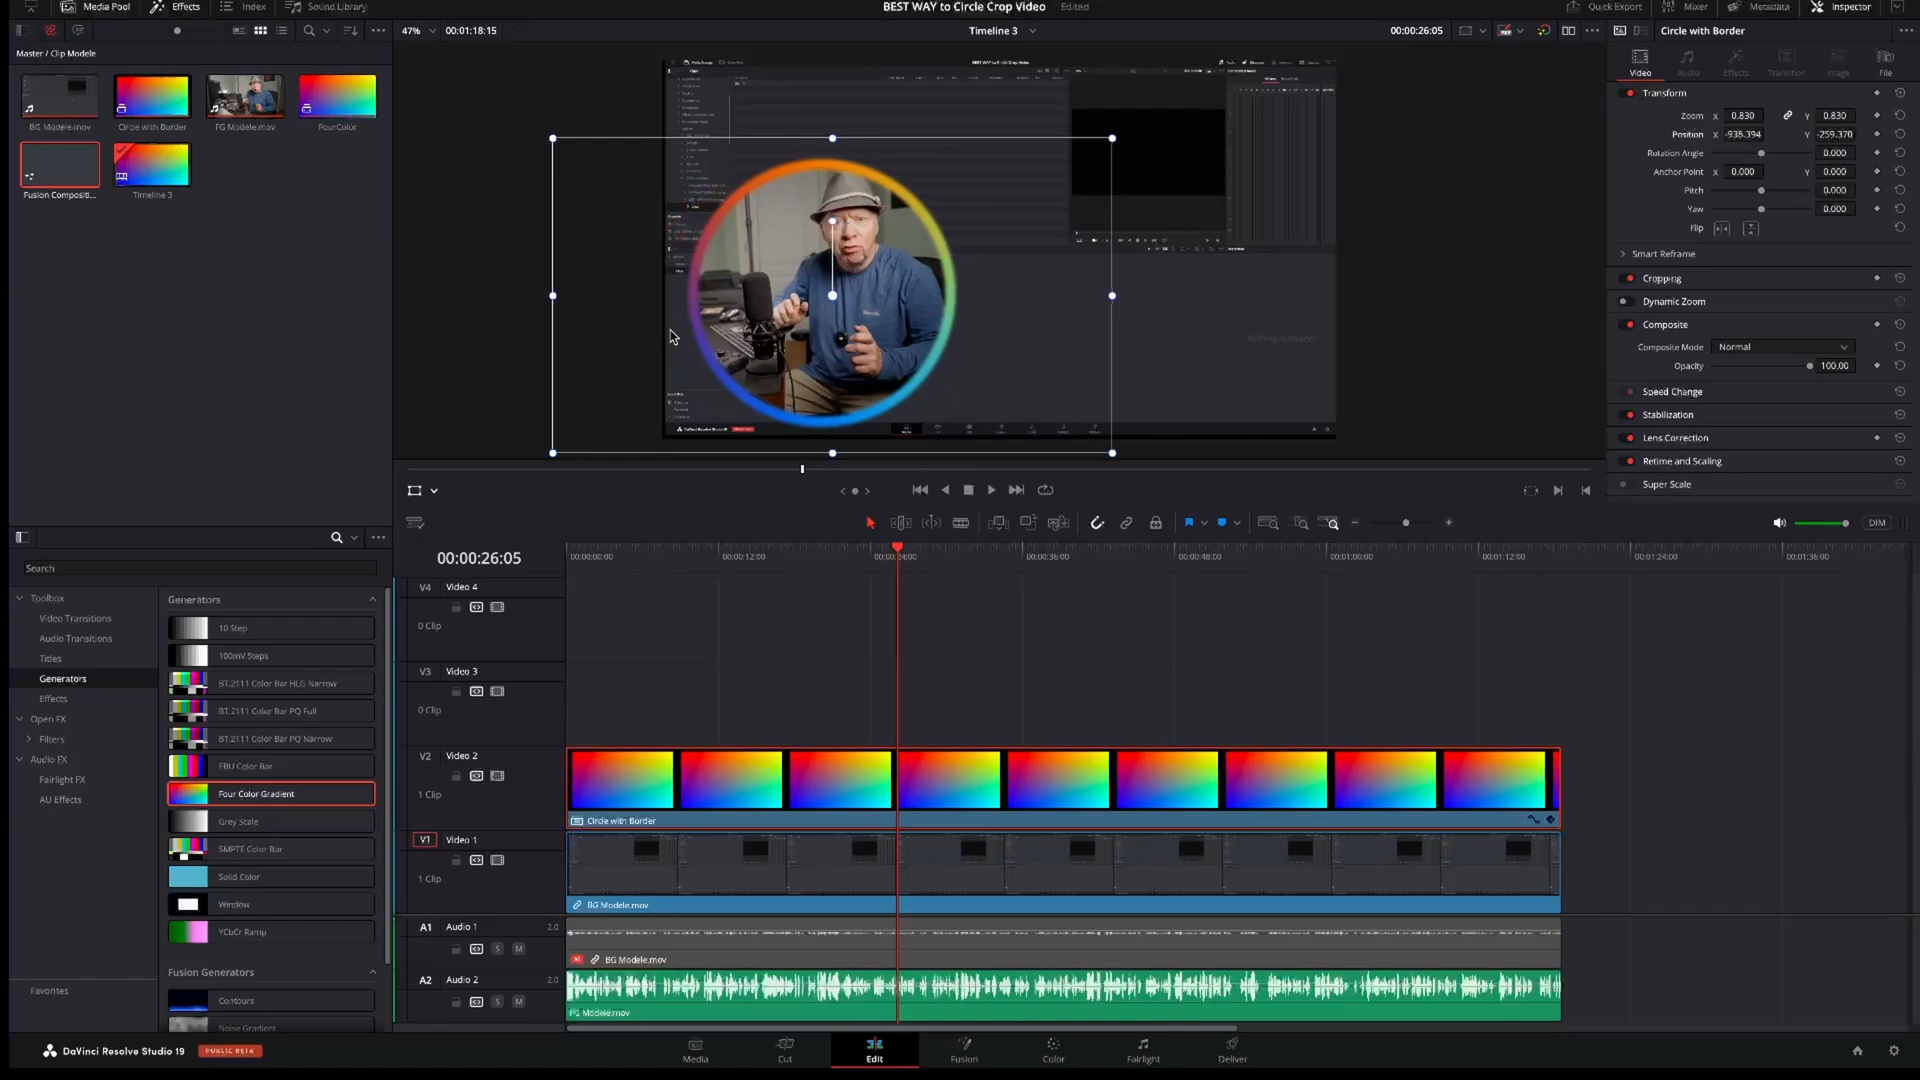 Media Pool
Effects
Index
Sound Library
BEST WAY to Circle Crop Video
Edited
Quick Export
Mixer
Metadata
Inspector
47%
00:01:18:15
Timeline 3
00:00:26:05
Circle with Border
Master / Clip Modele
BG Modele.mov
Circle with Border
FG Modele.mov
FourColor
Fusion Compositi...
Timeline 3
Video
Audio
Effects
Transition
Image
File
Transform
Zoom X 0.830 Y 0.830
Position X -938.394 Y -259.370
Rotation Angle 0.000
Anchor Point X 0.000 Y 0.000
Pitch 0.000
Yaw 0.000
Flip
Smart Reframe
Cropping
Dynamic Zoom
Composite
Composite Mode Normal
Opacity 100.00
Speed Change
Stabilization
Lens Correction
Retime and Scaling
Super Scale
DaVinci Resolve Studio 19
DIM
Search
Toolbox
Video Transitions
Audio Transitions
Titles
Generators
Effects
Open FX
Filters
Audio FX
Fairlight FX
AU Effects
Favorites
Generators
10 Step
100mV Steps
BT.2111 Color Bar HLG Narrow
BT.2111 Color Bar PQ Full
BT.2111 Color Bar PQ Narrow
EBU Color Bar
Four Color Gradient
Grey Scale
SMPTE Color Bar
Solid Color
Window
YCbCr Ramp
Fusion Generators
Contours
Noise Gradient
00:00:26:05
00:00:00:00
00:00:12:00
00:00:24:00
00:00:36:00
00:00:48:00
00:01:00:00
00:01:12:00
00:01:24:00
00:01:36:00
V4 Video 4
0 Clip
V3 Video 3
0 Clip
V2 Video 2
1 Clip
Circle with Border
V1 Video 1
1 Clip
BG Modele.mov
A1 Audio 1 2.0
S M
BG Modele.mov
A2 Audio 2 2.0
S M
Modele.mov
DaVinci Resolve Studio 19
PUBLIC BETA
Media
Cut
Edit
Fusion
Color
Fairlight
Deliver